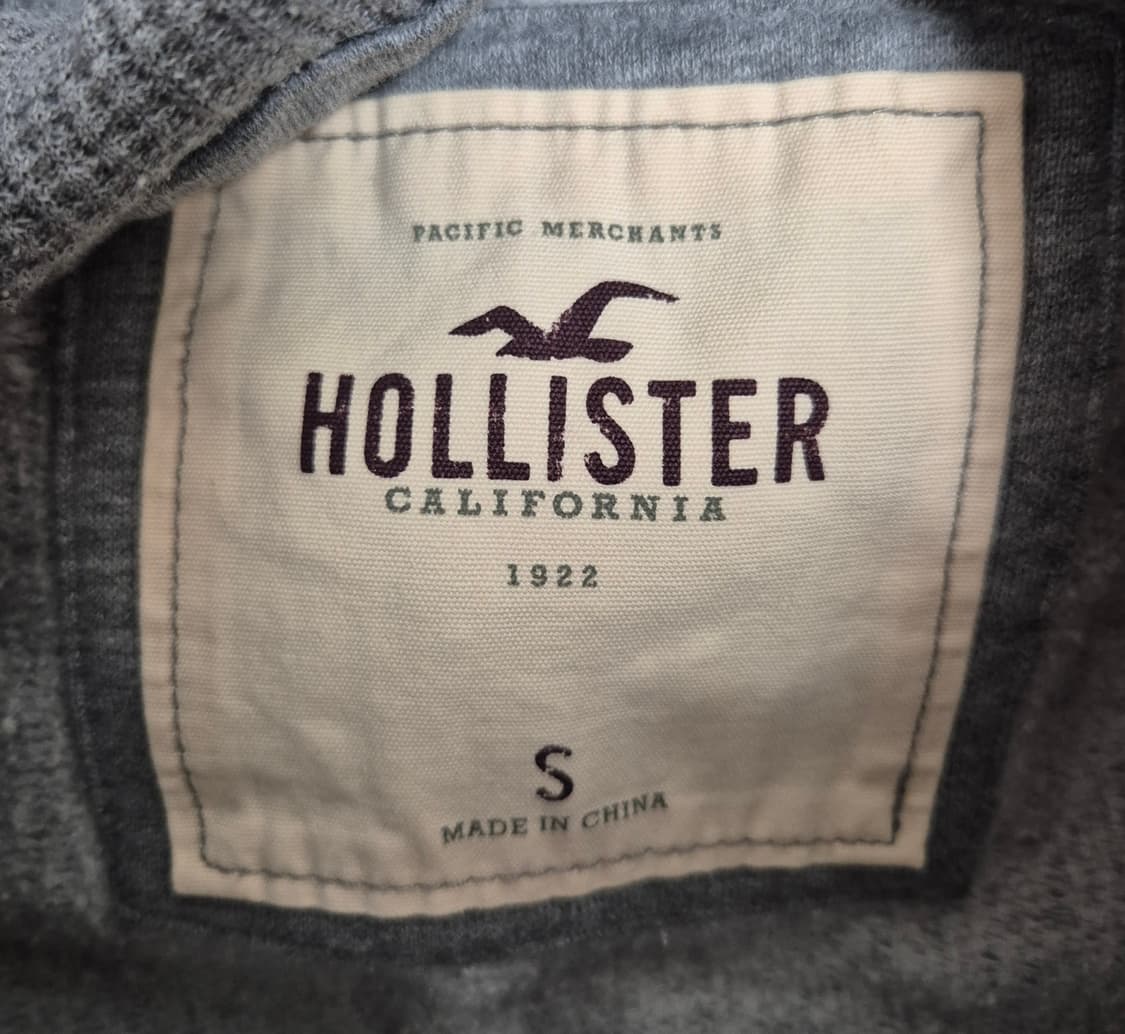 PACIFIC MERCHANTS
HOLLISTER
CALIFORNIA
1922
S
MADE IN CHINA